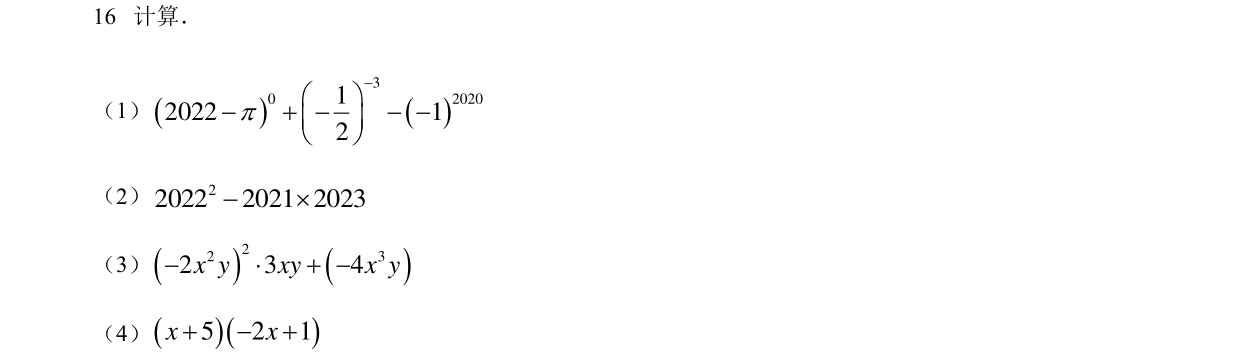 16 计算．
（1）(2022－π)⁰＋(－1/2)⁻³－(－1)²⁰²⁰
（2）2022²－2021×2023
（3）(－2x²y)²·3xy＋(－4x³y)
（4）(x＋5)(－2x＋1)